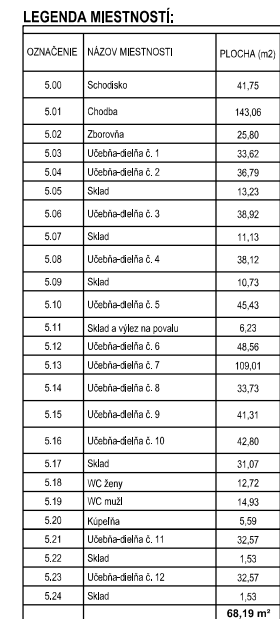 LEGENDA MIESTNOSTÍ:
OZNAČENIE NÁZOV MIESTNOSTI PLOCHA (m2)
5.00 Schodisko 41,75
5.01 Chodba 143,06
5.02 Zborovňa 25,80
5.03 Učebňa-dielňa č. 1 33,62
5.04 Učebňa-dielňa č. 2 36,79
5.05 Sklad 13,23
5.06 Učebňa-dielňa č. 3 38,92
5.07 Sklad 11,13
5.08 Učebňa-dielňa č. 4 38,12
5.09 Sklad 10,73
5.10 Učebňa-dielňa č. 5 45,43
5.11 Sklad a výlez na povalu 6,23
5.12 Učebňa-dielňa č. 6 48,56
5.13 Učebňa-dielňa č. 7 109,01
5.14 Učebňa-dielňa č. 8 33,73
5.15 Učebňa-dielňa č. 9 41,31
5.16 Učebňa-dielňa č. 10 42,80
5.17 Sklad 31,07
5.18 WC ženy 12,72
5.19 WC muži 14,93
5.20 Kúpeľňa 5,59
5.21 Učebňa-dielňa č. 11 32,57
5.22 Sklad 1,53
5.23 Učebňa-dielňa č. 12 32,57
5.24 Sklad 1,53
68,19 m²